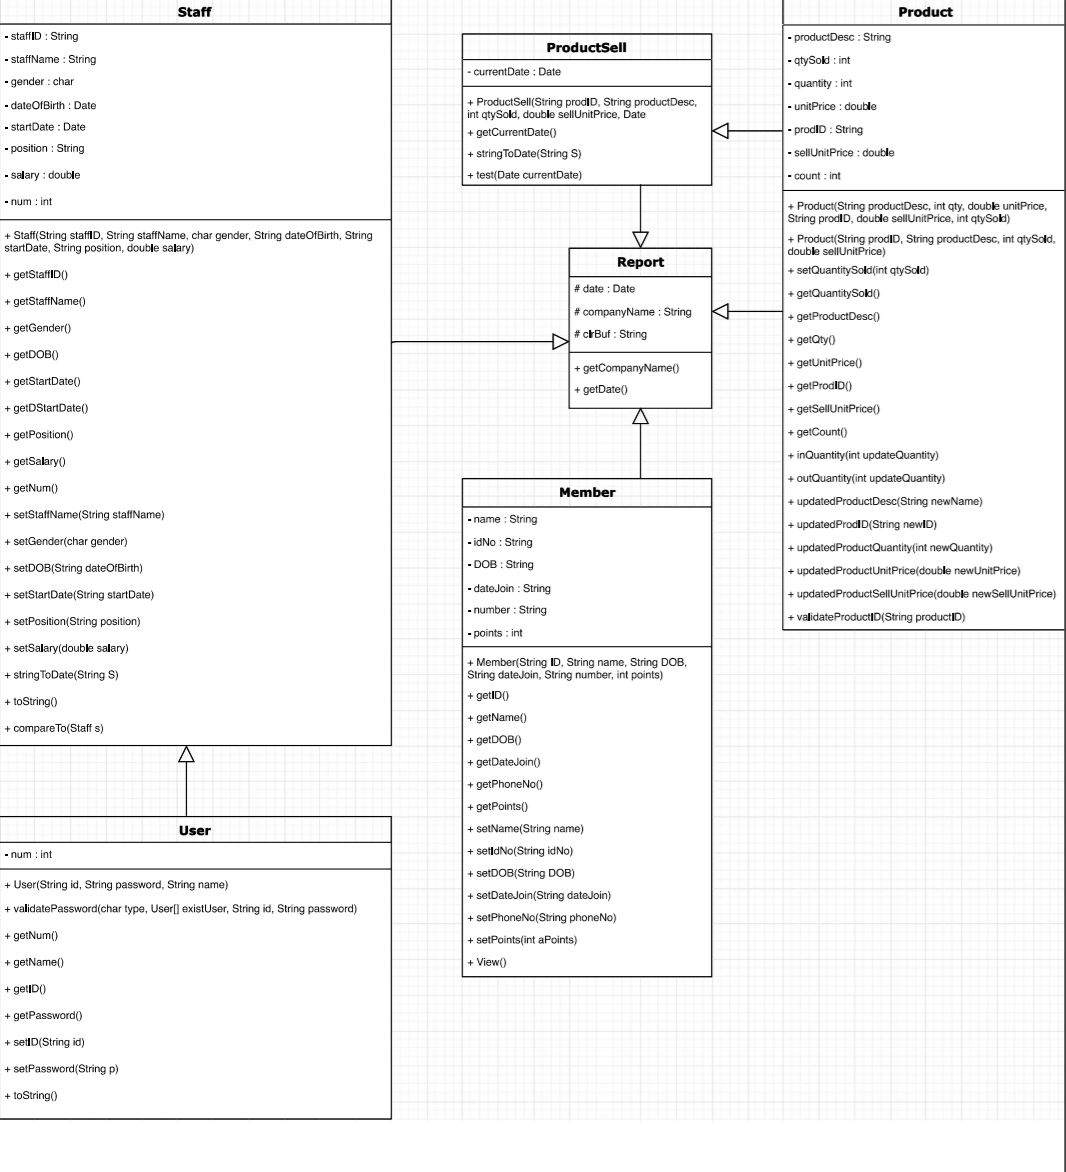 Staff
- staffID : String
- staffName : String
- gender : char
- dateOfBirth : Date
- startDate : Date
- position : String
- salary : double
- num : int
+ Staff(String staffID, String staffName, char gender, String dateOfBirth, String
startDate, String position, double salary)
+ getStaffID()
+ getStaffName()
+ getGender()
+ getDOB()
+ getStartDate()
+ getDStartDate()
+ getPosition()
+ getSalary()
+ getNum()
+ setStaffName(String staffName)
+ setGender(char gender)
+ setDOB(String dateOfBirth)
+ setStartDate(String startDate)
+ setPosition(String position)
+ setSalary(double salary)
+ stringToDate(String S)
+ toString()
+ compareTo(Staff s)
User
- num : int
+ User(String id, String password, String name)
+ validatePassword(char type, User[] existUser, String id, String password)
+ getNum()
+ getName()
+ getID()
+ getPassword()
+ setID(String id)
+ setPassword(String p)
+ toString()
ProductSell
- currentDate : Date
+ ProductSell(String prodID, String productDesc,
int qtySold, double sellUnitPrice, Date
+ getCurrentDate()
+ stringToDate(String S)
+ test(Date currentDate)
Report
# date : Date
# companyName : String
# clrBuf : String
+ getCompanyName()
+ getDate()
Member
- name : String
- idNo : String
- DOB : String
- dateJoin : String
- number : String
- points : int
+ Member(String ID, String name, String DOB,
String dateJoin, String number, int points)
+ getID()
+ getName()
+ getDOB()
+ getDateJoin()
+ getPhoneNo()
+ getPoints()
+ setName(String name)
+ setIdNo(String idNo)
+ setDOB(String DOB)
+ setDateJoin(String dateJoin)
+ setPhoneNo(String phoneNo)
+ setPoints(int aPoints)
+ View()
Product
- productDesc : String
- qtySold : int
- quantity : int
- unitPrice : double
- prodID : String
- sellUnitPrice : double
- count : int
+ Product(String productDesc, int qty, double unitPrice,
String prodID, double sellUnitPrice, int qtySold)
+ Product(String prodID, String productDesc, int qtySold,
double sellUnitPrice)
+ setQuantitySold(int qtySold)
+ getQuantitySold()
+ getProductDesc()
+ getQty()
+ getUnitPrice()
+ getProdID()
+ getSellUnitPrice()
+ getCount()
+ inQuantity(int updateQuantity)
+ outQuantity(int updateQuantity)
+ updatedProductDesc(String newName)
+ updatedProdID(String newID)
+ updatedProductQuantity(int newQuantity)
+ updatedProductUnitPrice(double newUnitPrice)
+ updatedProductSellUnitPrice(double newSellUnitPrice)
+ validateProductID(String productID)